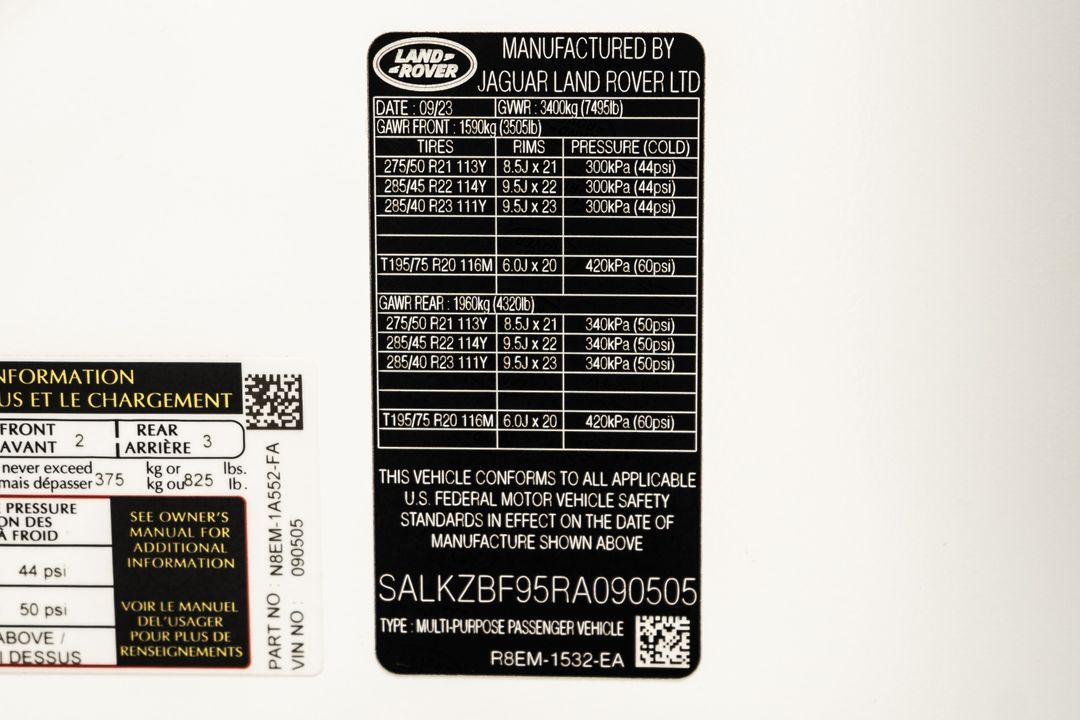 LAND-
-ROVER
MANUFACTURED BY
JAGUAR LAND ROVER LTD
DATE : 09/23 GVWR : 3400kg (7495lb)
GAWR FRONT : 1590kg (3505lb)
TIRES RIMS PRESSURE (COLD)
275/50 R21 113Y 8.5J x 21 300kPa (44psi)
285/45 R22 114Y 9.5J x 22 300kPa (44psi)
285/40 R23 111Y 9.5J x 23 300kPa (44psi)
T195/75 R20 116M 6.0J x 20 420kPa (60psi)
GAWR REAR : 1960kg (4320lb)
275/50 R21 113Y 8.5J x 21 340kPa (50psi)
285/45 R22 114Y 9.5J x 22 340kPa (50psi)
285/40 R23 111Y 9.5J x 23 340kPa (50psi)
T195/75 R20 116M 6.0J x 20 420kPa (60psi)
THIS VEHICLE CONFORMS TO ALL APPLICABLE
U.S. FEDERAL MOTOR VEHICLE SAFETY
STANDARDS IN EFFECT ON THE DATE OF
MANUFACTURE SHOWN ABOVE
SALKZBF95RA090505
TYPE : MULTI-PURPOSE PASSENGER VEHICLE
R8EM-1532-EA
NFORMATION
US ET LE CHARGEMENT
FRONT REAR
AVANT 2 ARRIÈRE 3
never exceed 375 kg or 825 lbs.
mais dépasser kg ou lb.
PRESSURE
ON DES
À FROID
44 psi
50 psi
ABOVE /
DESSUS
SEE OWNER'S
MANUAL FOR
ADDITIONAL
INFORMATION
VOIR LE MANUEL
DEL'USAGER
POUR PLUS DE
RENSEIGNEMENTS
PART NO : N8EM-1A552-FA
VIN NO : 090505